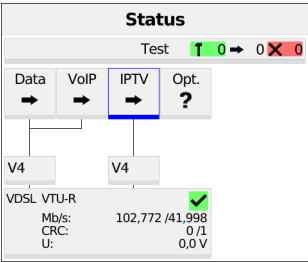 Status
Test 0 0 0
Data VoIP IPTV Opt.
?
V4 V4
VDSL VTU-R
Mb/s: 102,772 /41,998
CRC: 0 /1
U: 0,0 V